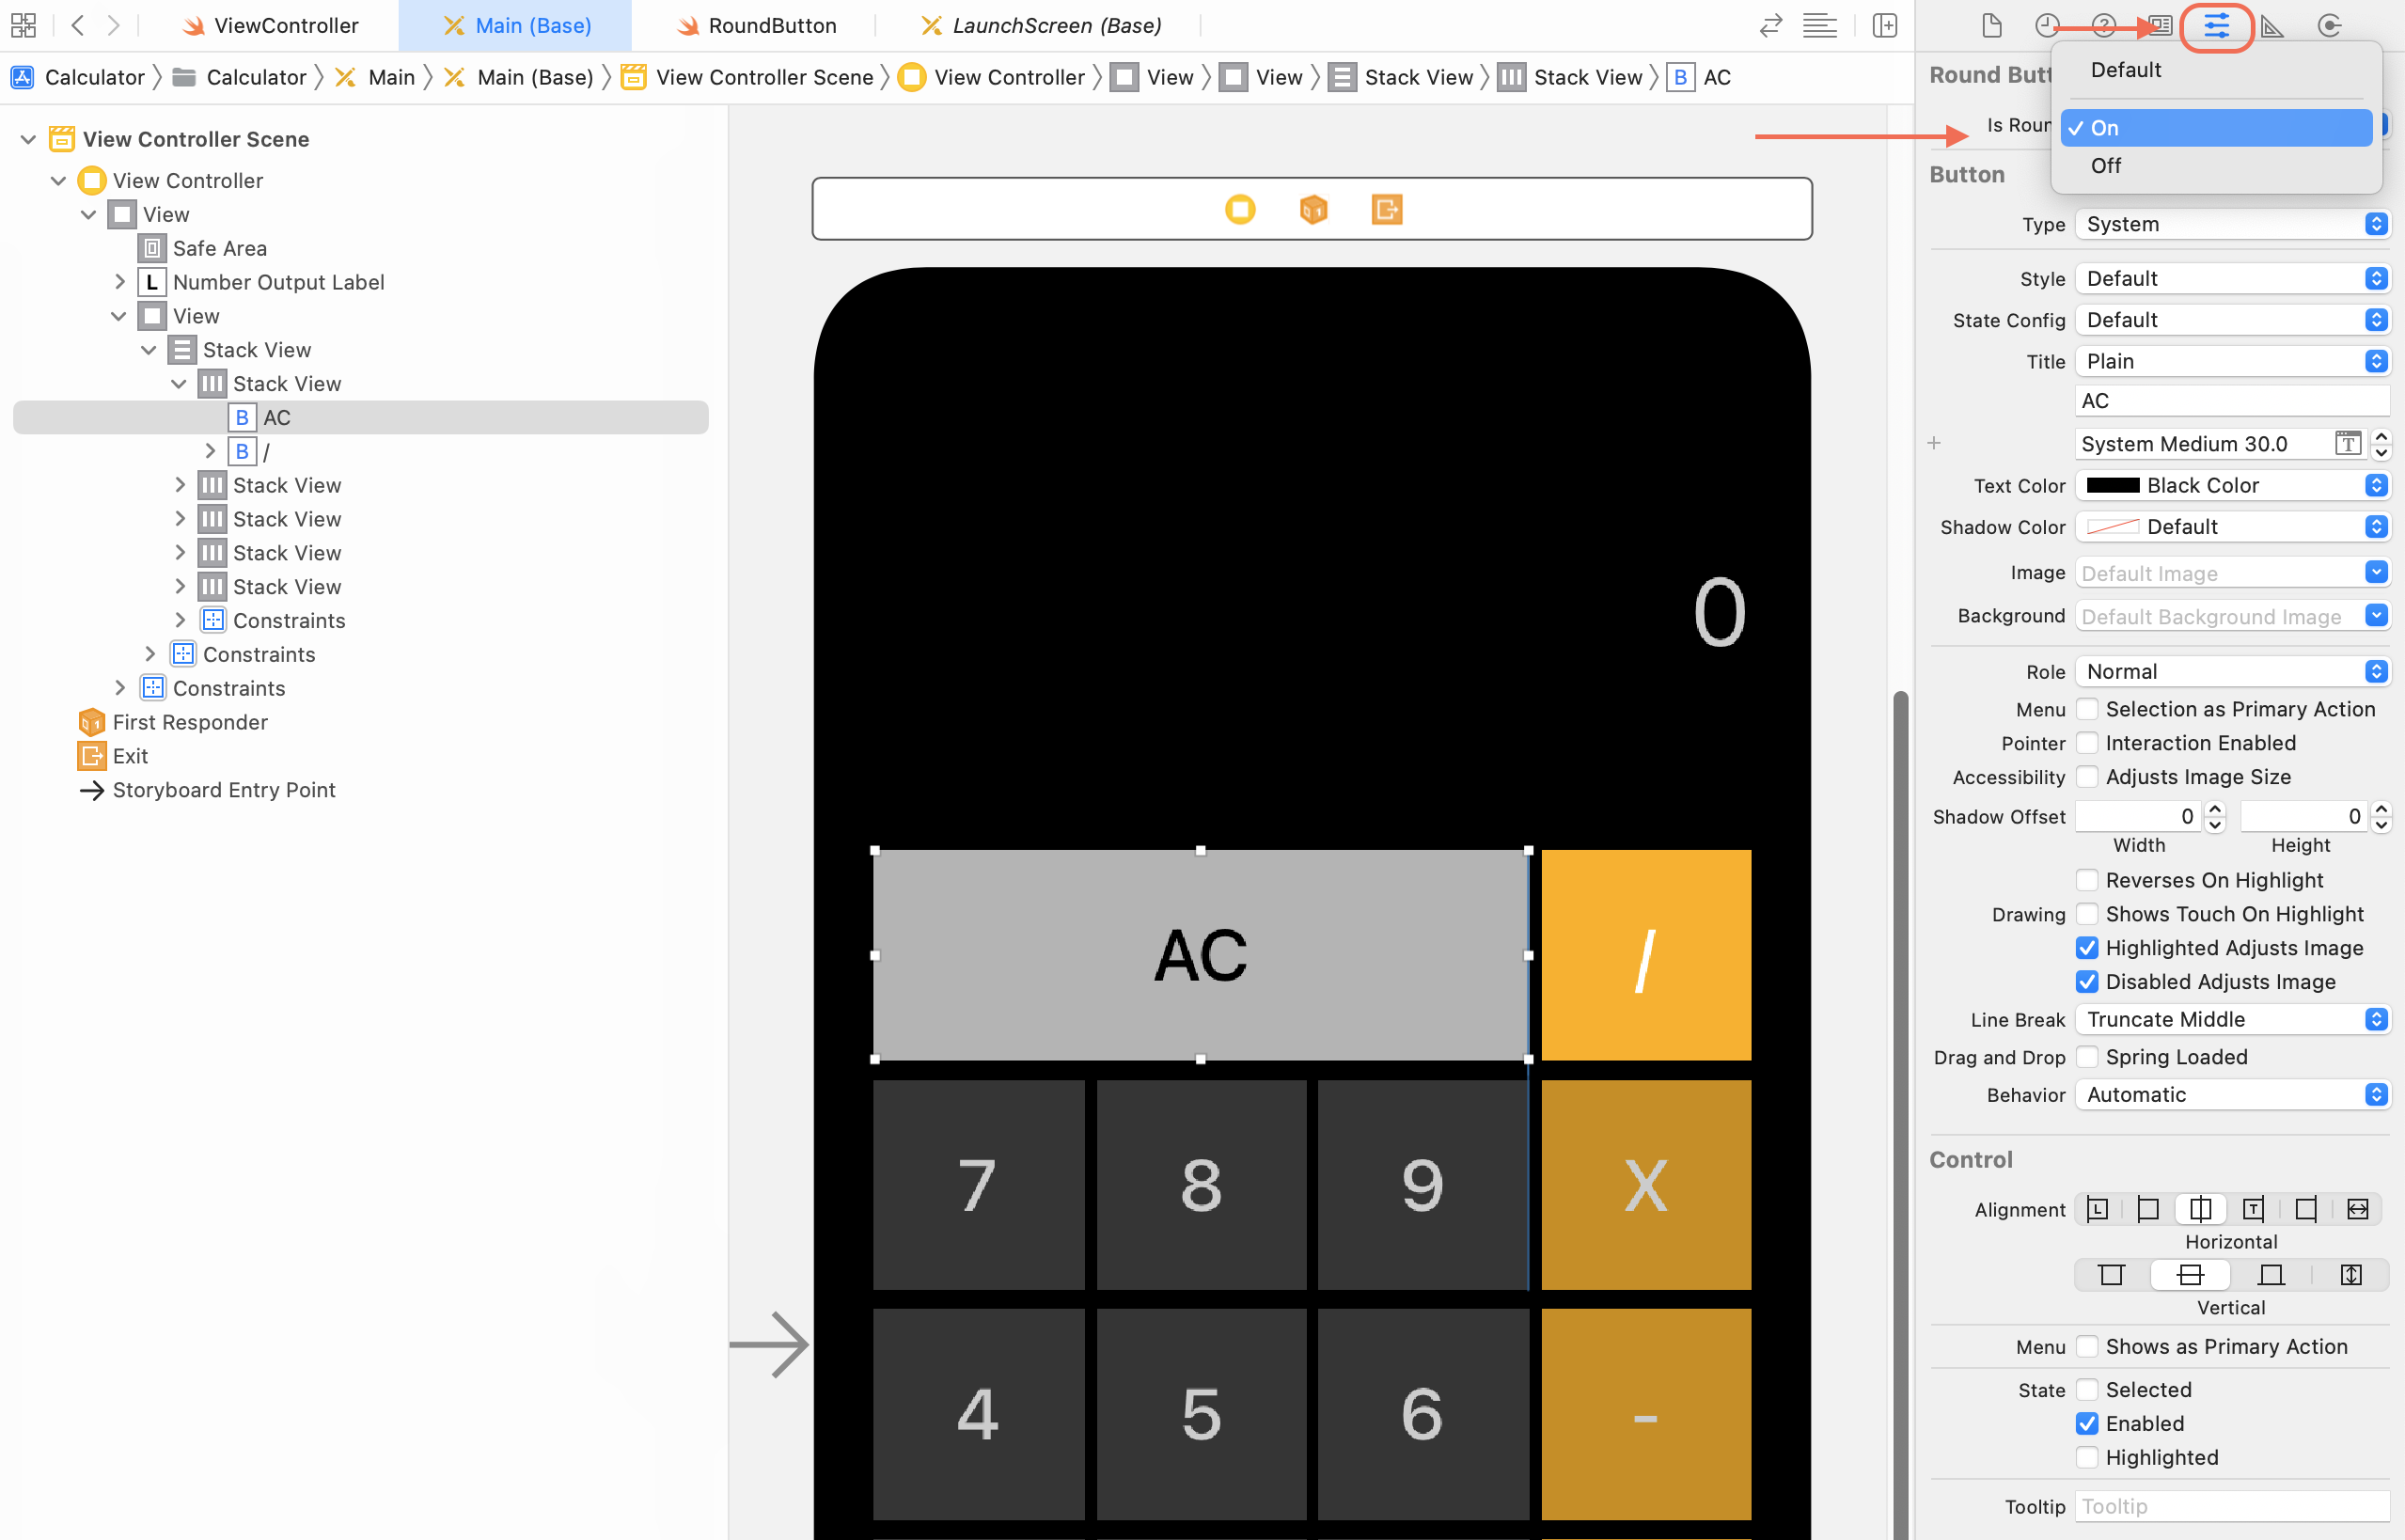 ViewController
Main (Base)
RoundButton
LaunchScreen (Base)
Calculator
Calculator
Main
Main (Base)
View Controller Scene
View Controller
View
View
Stack View
Stack View
B AC
View Controller Scene
View Controller
View
Safe Area
L Number Output Label
View
Stack View
Stack View
B AC
B /
Stack View
Stack View
Stack View
Stack View
Constraints
Constraints
Constraints
First Responder
Exit
Storyboard Entry Point
0
AC /
7 8 9 X
4 5 6 -
Round Butt
Default
Is Roun
On
Off
Button
Type System
Style Default
State Config Default
Title Plain
AC
System Medium 30.0
Text Color Black Color
Shadow Color Default
Image Default Image
Background Default Background Image
Role Normal
Menu Selection as Primary Action
Pointer Interaction Enabled
Accessibility Adjusts Image Size
Shadow Offset 0 0
Width Height
Reverses On Highlight
Drawing Shows Touch On Highlight
Highlighted Adjusts Image
Disabled Adjusts Image
Line Break Truncate Middle
Drag and Drop Spring Loaded
Behavior Automatic
Control
Alignment
Horizontal
Vertical
Menu Shows as Primary Action
State Selected
Enabled
Highlighted
Tooltip Tooltip